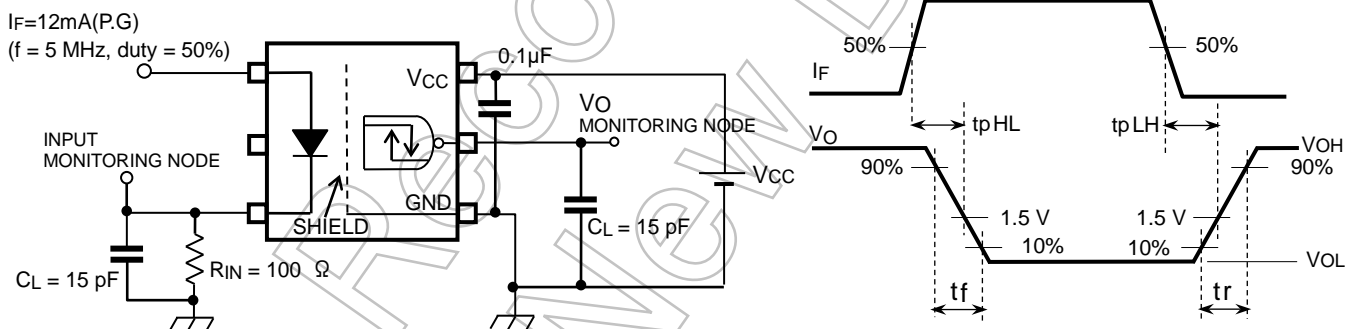 IF=12mA(P.G)
(f = 5 MHz, duty = 50%)
INPUT
MONITORING NODE
CL = 15 pF
RIN = 100 Ω
SHIELD
VCC
GND
0.1µF
VO
MONITORING NODE
CL = 15 pF
VCC
50%
50%
IF
tpHL
tpLH
VO
VOH
90%
90%
1.5 V
1.5 V
10%
10%
VOL
tf
tr
Reco
New